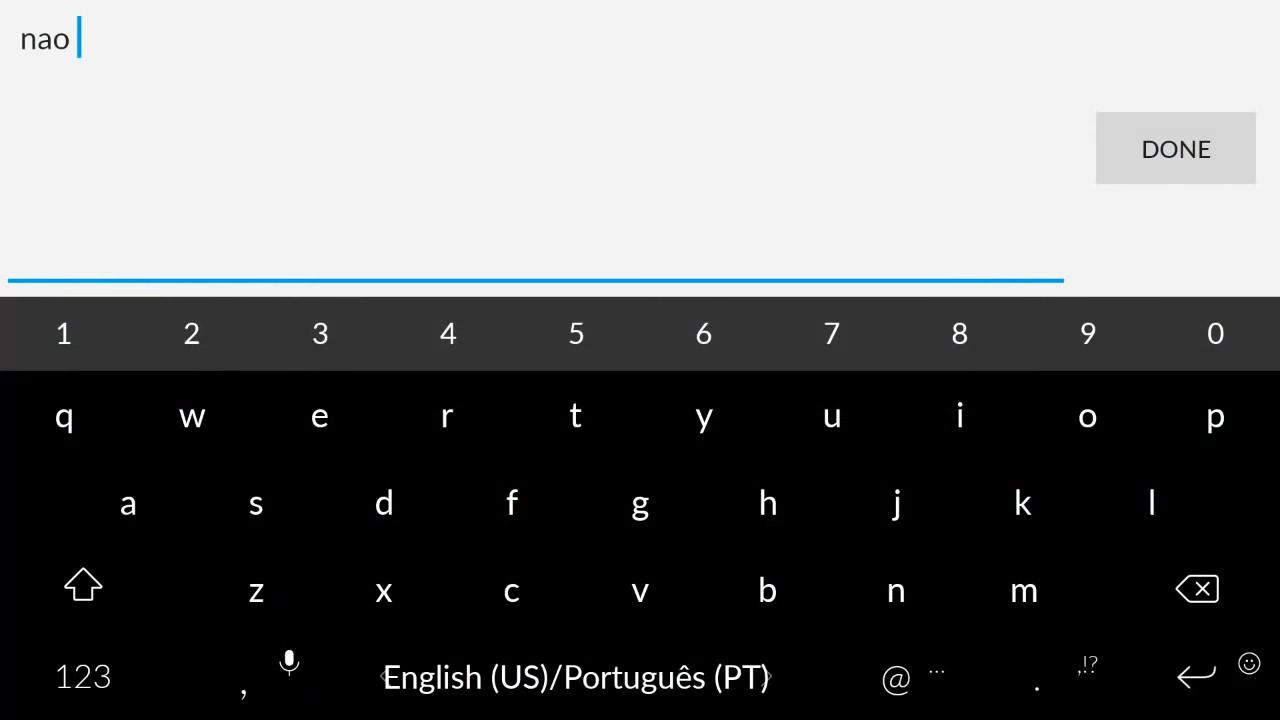 nao
DONE
1 2 3 4 5 6 7 8 9 0
q w e r t y u i o p
a s d f g h j k l
z x c v b n m
123 , English (US)/Português (PT) @ ... . ,!?